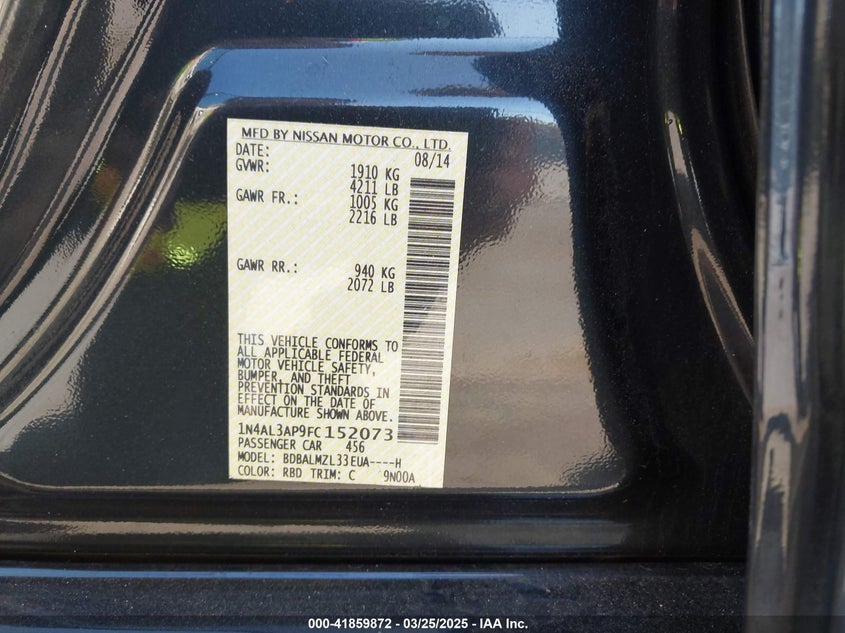 MFD BY NISSAN MOTOR CO., LTD.
DATE: 08/14
GVWR: 1910 KG
4211 LB
GAWR FR.: 1005 KG
2216 LB
GAWR RR.: 940 KG
2072 LB
THIS VEHICLE CONFORMS TO
ALL APPLICABLE FEDERAL
MOTOR VEHICLE SAFETY,
BUMPER, AND THEFT
PREVENTION STANDARDS IN
EFFECT ON THE DATE OF
MANUFACTURE SHOWN ABOVE.
1N4AL3AP9FC152073
PASSENGER CAR 456
MODEL: BDBALMZL33EUA----H
COLOR: RBD TRIM: C 9N00A
000-41859872 / 03/25/2025 / IAA Inc.